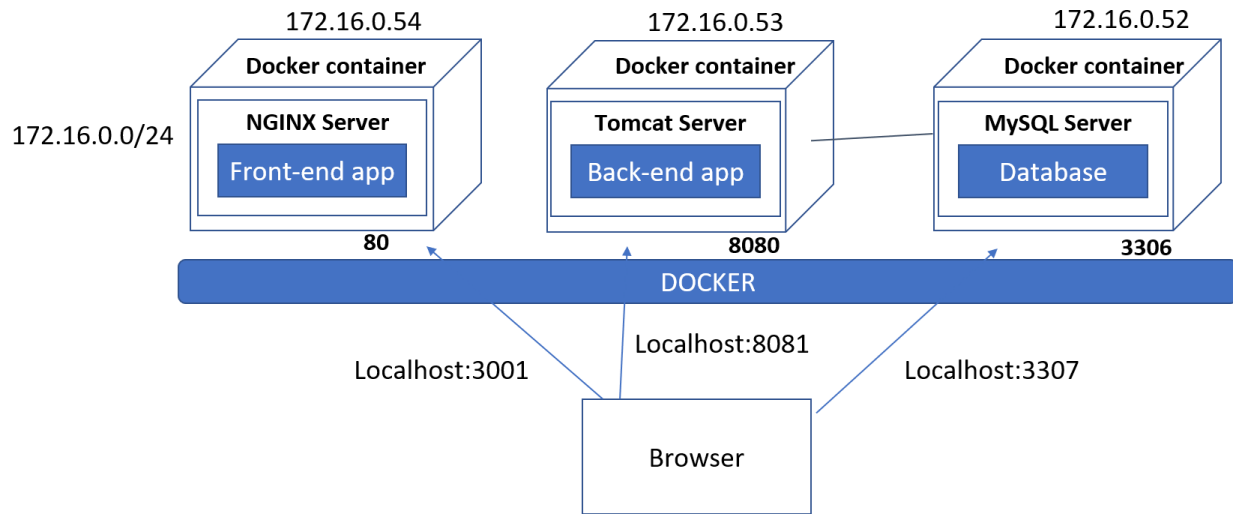 172.16.0.54
172.16.0.53
172.16.0.52
Docker container
Docker container
Docker container
172.16.0.0/24
NGINX Server
Tomcat Server
MySQL Server
Front-end app
Back-end app
Database
80
8080
3306
DOCKER
Localhost:3001
Localhost:8081
Localhost:3307
Browser